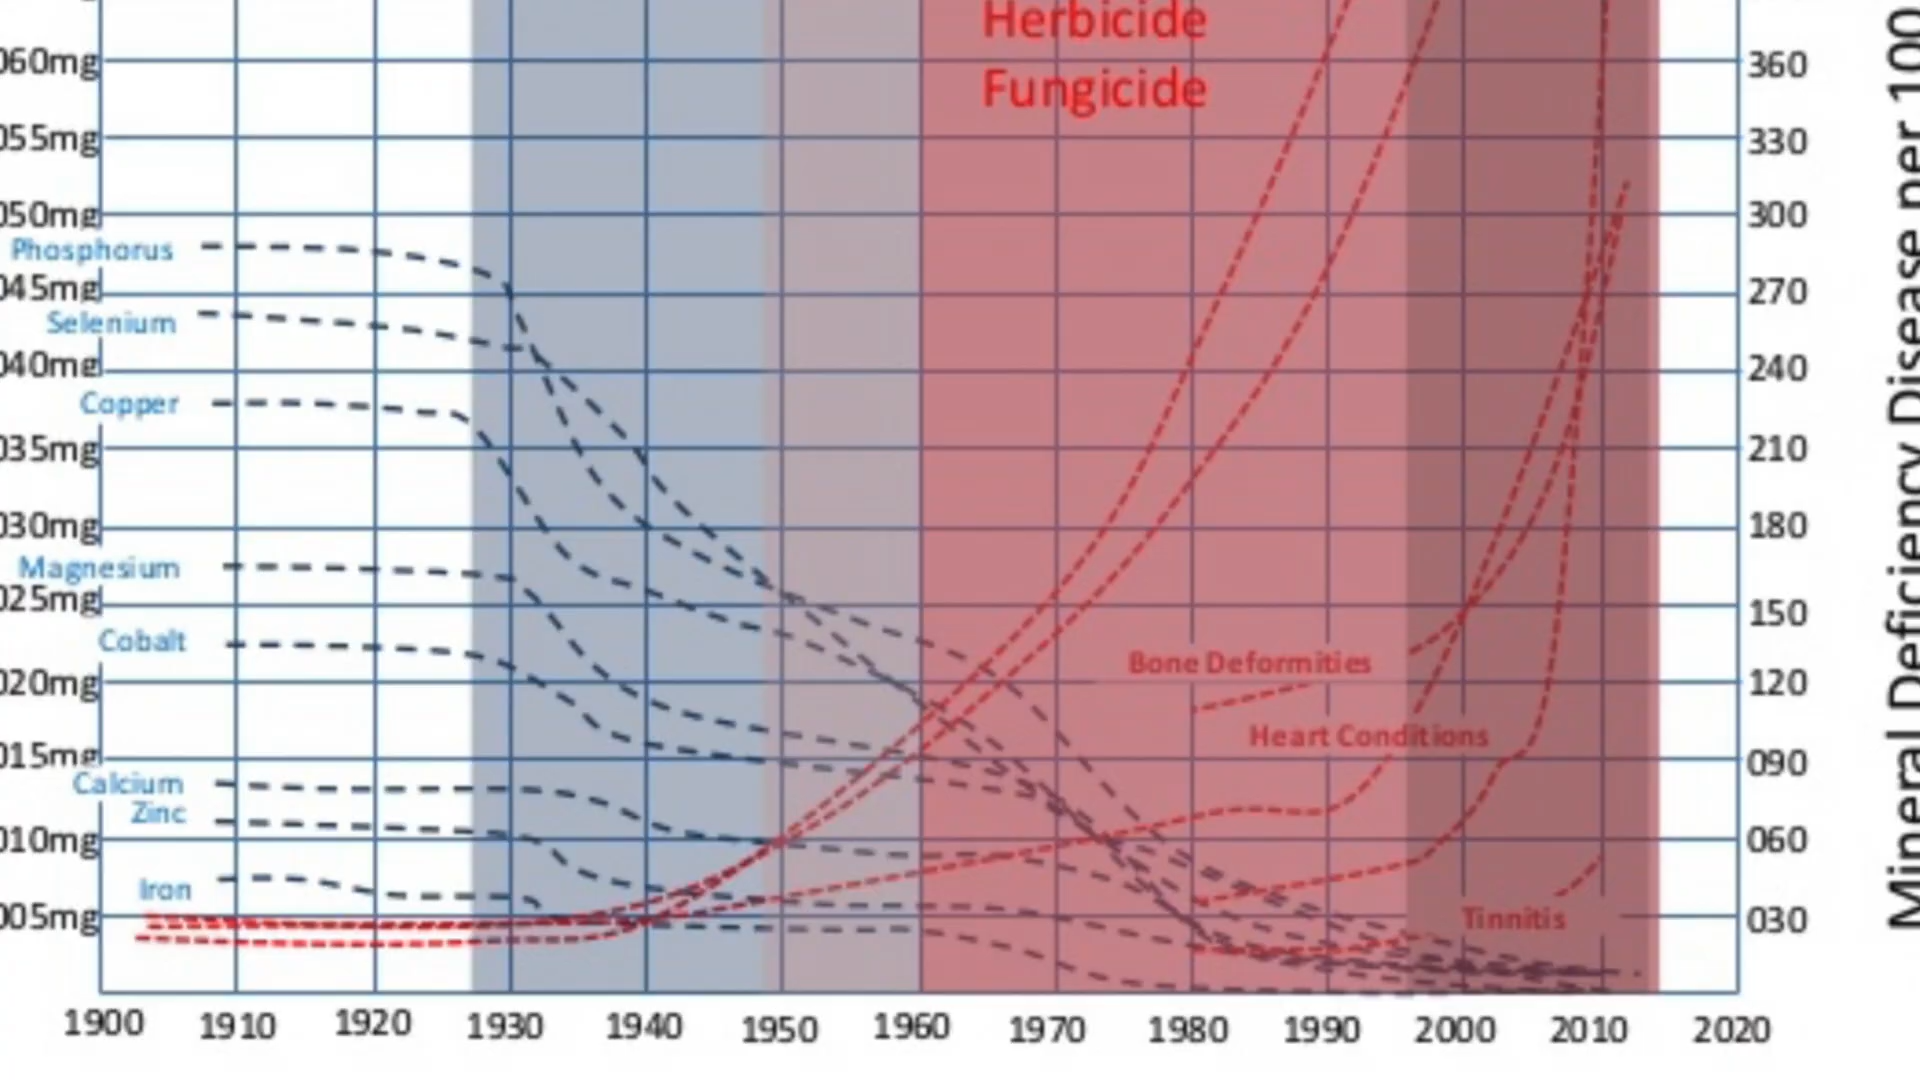 Herbicide
Fungicide
060mg
055mg
050mg
Phosphorus
045mg
Selenium
040mg
Copper
035mg
030mg
Magnesium
025mg
Cobalt
020mg
015mg
Calcium
Zinc
010mg
Iron
005mg
Bone Deformities
Heart Conditions
Tinnitis
360
330
300
270
240
210
180
150
120
090
060
030
1900 1910 1920 1930 1940 1950 1960 1970 1980 1990 2000 2010 2020
Mineral Deficiency Disease per 100